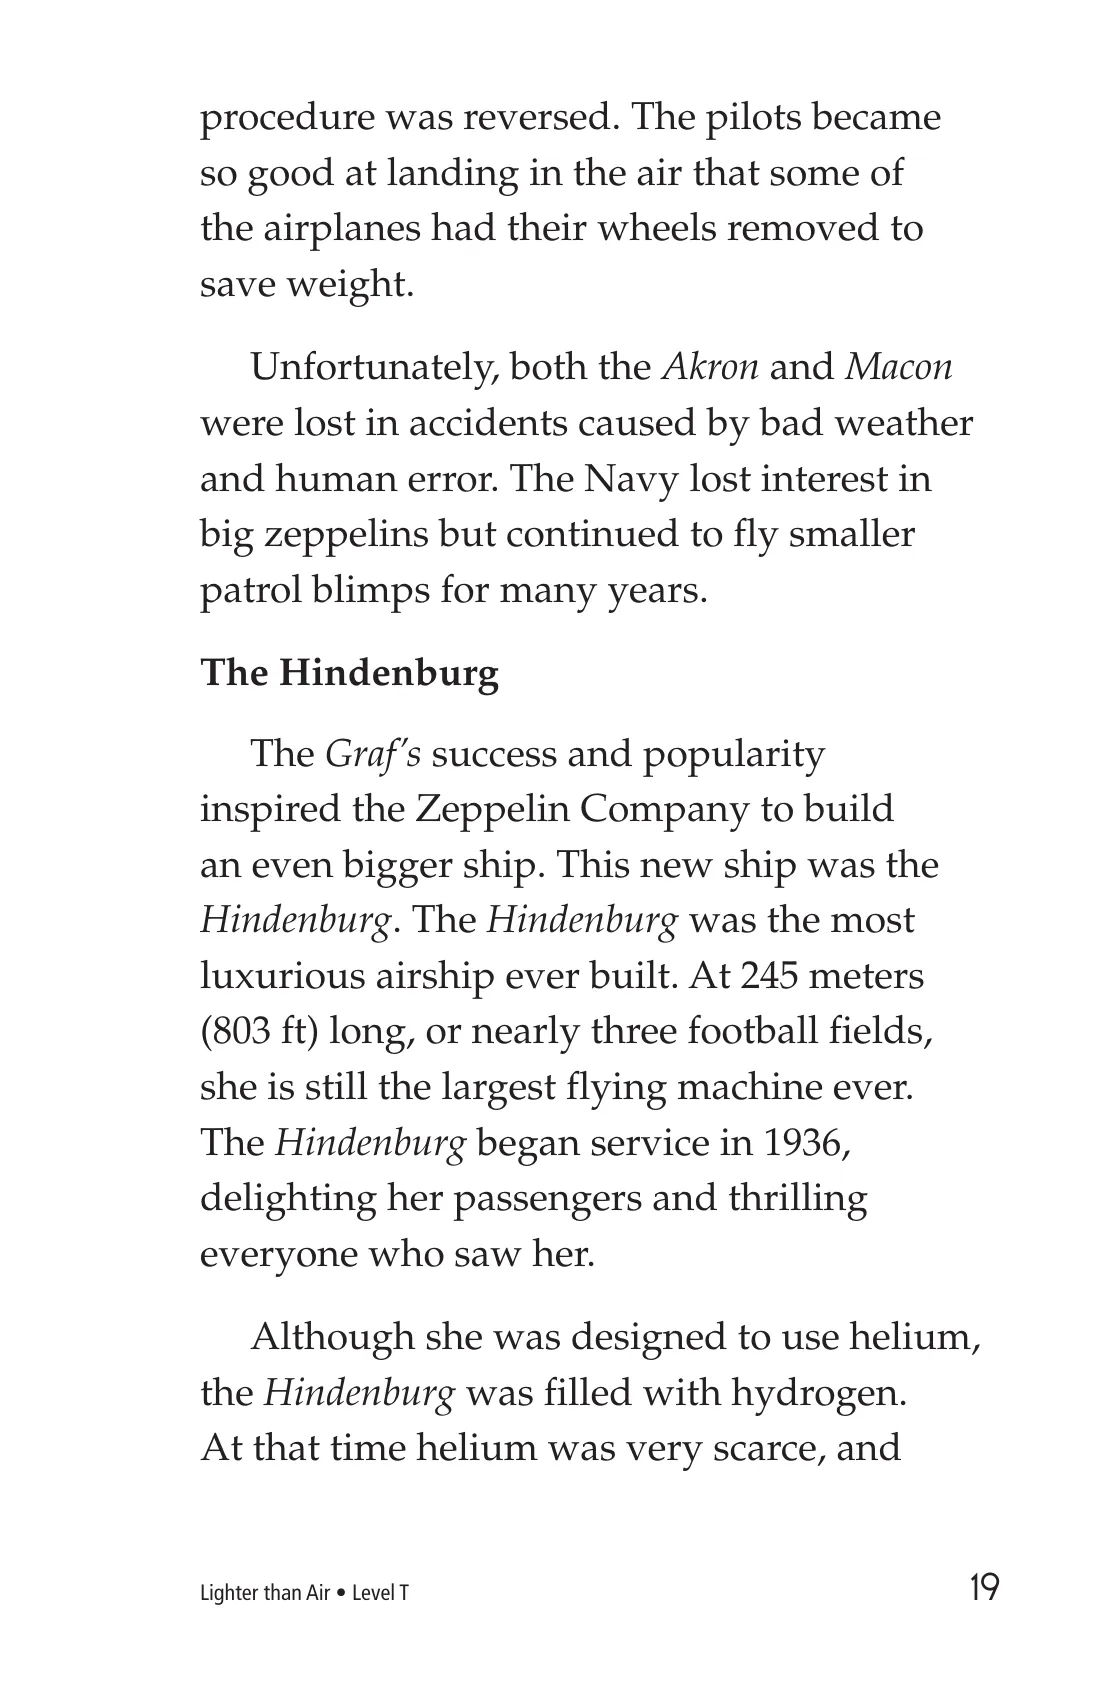 procedure was reversed. The pilots became
so good at landing in the air that some of
the airplanes had their wheels removed to
save weight.
Unfortunately, both the Akron and Macon
were lost in accidents caused by bad weather
and human error. The Navy lost interest in
big zeppelins but continued to fly smaller
patrol blimps for many years.
The Hindenburg
The Graf’s success and popularity
inspired the Zeppelin Company to build
an even bigger ship. This new ship was the
Hindenburg. The Hindenburg was the most
luxurious airship ever built. At 245 meters
(803 ft) long, or nearly three football fields,
she is still the largest flying machine ever.
The Hindenburg began service in 1936,
delighting her passengers and thrilling
everyone who saw her.
Although she was designed to use helium,
the Hindenburg was filled with hydrogen.
At that time helium was very scarce, and
Lighter than Air • Level T 19